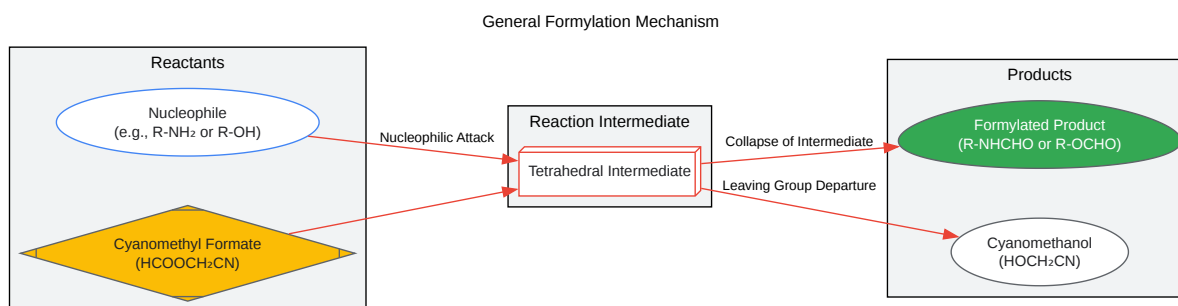 General Formylation Mechanism
Reactants
Nucleophile
(e.g., R-NH₂ or R-OH)
Cyanomethyl Formate
(HCOOCH₂CN)
Nucleophilic Attack
Reaction Intermediate
Tetrahedral Intermediate
Collapse of Intermediate
Leaving Group Departure
Products
Formylated Product
(R-NHCHO or R-OCHO)
Cyanomethanol
(HOCH₂CN)